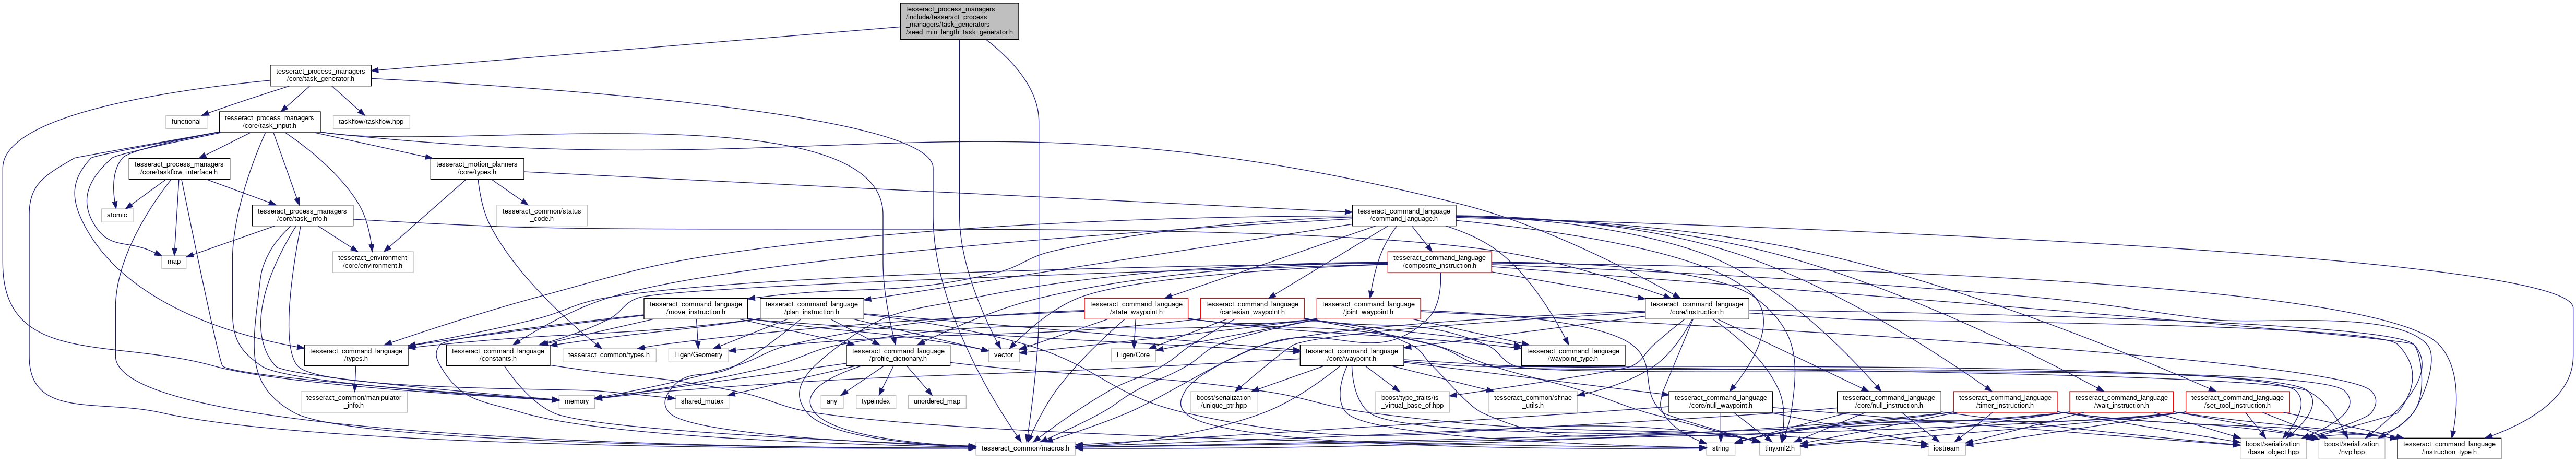 tesseract_process_managers
/include/tesseract_process
_managers/task_generators
/seed_min_length_task_generator.h
tesseract_process_managers
/core/task_generator.h
functional
tesseract_process_managers
/core/task_input.h
taskflow/taskflow.hpp
tesseract_process_managers
/core/taskflow_interface.h
tesseract_motion_planners
/core/types.h
atomic
tesseract_process_managers
/core/task_info.h
tesseract_common/status
_code.h
tesseract_command_language
/command_language.h
map
tesseract_environment
/core/environment.h
tesseract_command_language
/composite_instruction.h
tesseract_command_language
/move_instruction.h
tesseract_command_language
/plan_instruction.h
tesseract_command_language
/state_waypoint.h
tesseract_command_language
/cartesian_waypoint.h
tesseract_command_language
/joint_waypoint.h
tesseract_command_language
/core/instruction.h
tesseract_command_language
/types.h
tesseract_command_language
/constants.h
tesseract_common/types.h
Eigen/Geometry
tesseract_command_language
/profile_dictionary.h
vector
Eigen/Core
tesseract_command_language
/core/waypoint.h
tesseract_command_language
/waypoint_type.h
tesseract_common/manipulator
_info.h
memory
shared_mutex
any
typeindex
unordered_map
boost/serialization
/unique_ptr.hpp
boost/type_traits/is
_virtual_base_of.hpp
tesseract_common/sfinae
_utils.h
tesseract_command_language
/core/null_waypoint.h
tesseract_command_language
/core/null_instruction.h
tesseract_command_language
/timer_instruction.h
tesseract_command_language
/wait_instruction.h
tesseract_command_language
/set_tool_instruction.h
tesseract_common/macros.h
string
tinyxml2.h
iostream
boost/serialization
/base_object.hpp
boost/serialization
/nvp.hpp
tesseract_command_language
/instruction_type.h